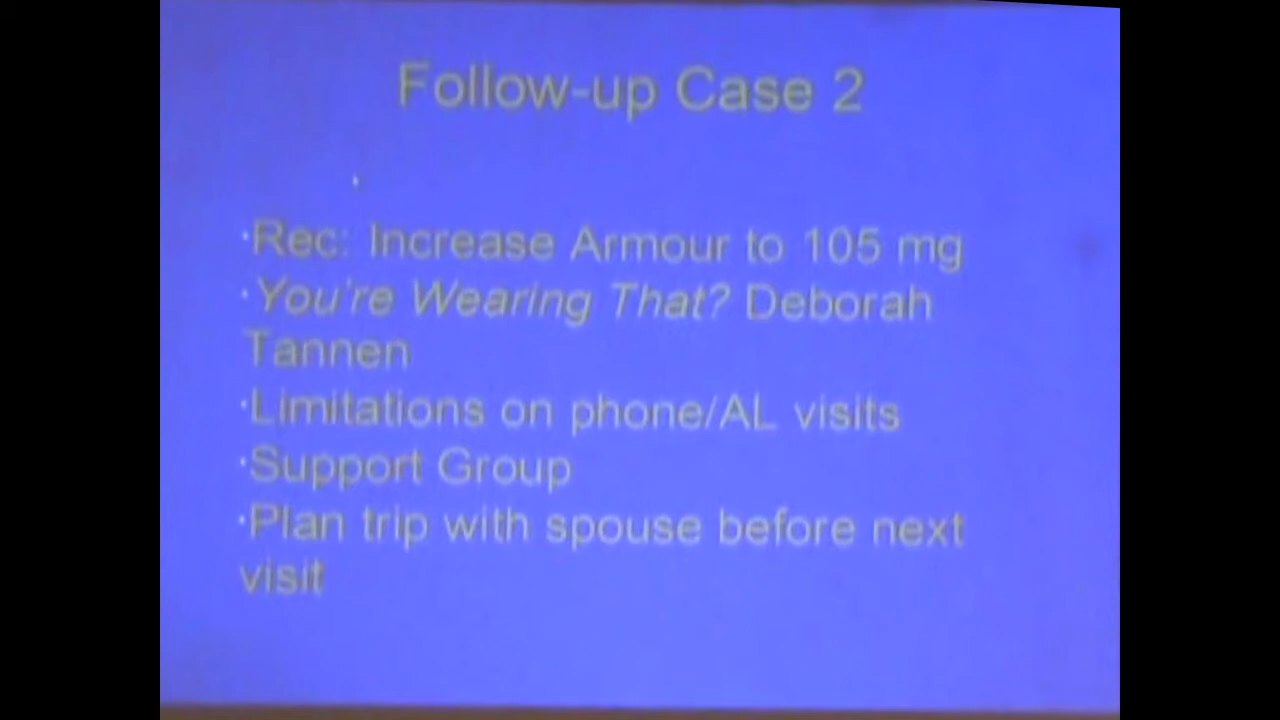 Follow-up Case 2
·Rec: Increase Armour to 105 mg
·You're Wearing That? Deborah
Tannen
·Limitations on phone/AL visits
·Support Group
·Plan trip with spouse before next
visit